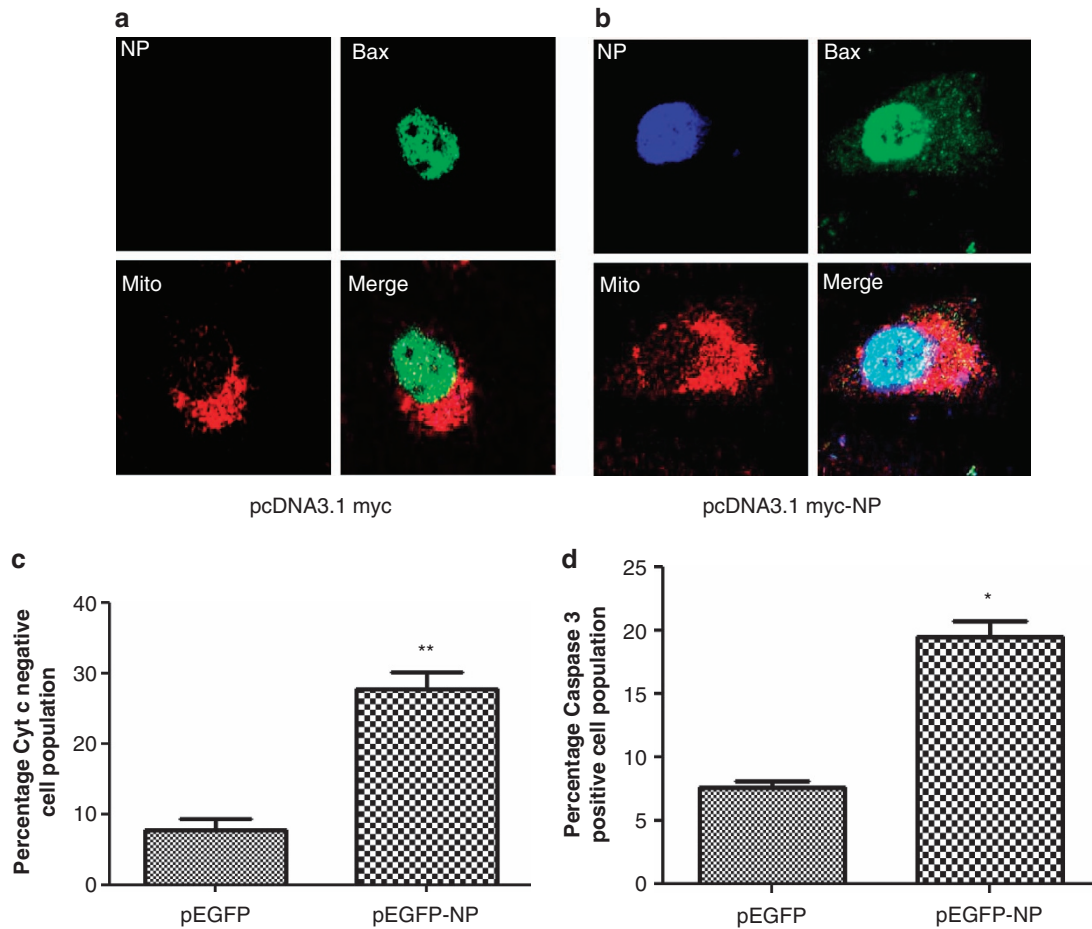 a
NP
Bax
Mito
Merge
pcDNA3.1 myc
b
NP
Bax
Mito
Merge
pcDNA3.1 myc-NP
c
Percentage Cyt c negative
cell population
40
30
20
10
0
**
pEGFP
pEGFP-NP
d
Percentage Caspase 3
positive cell population
25
20
15
10
5
0
*
pEGFP
pEGFP-NP